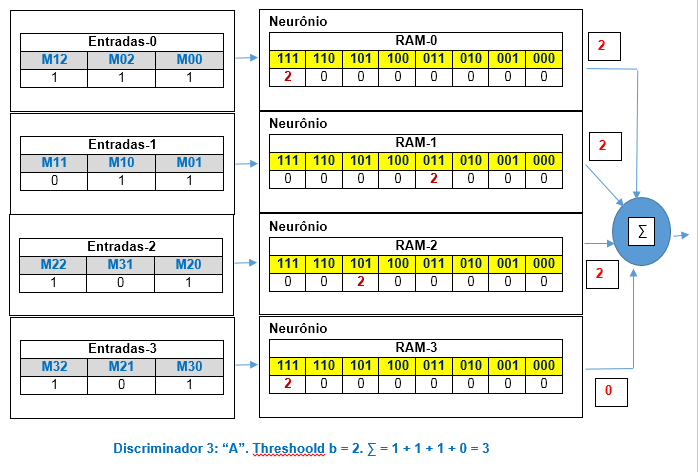 Neurônio
Entradas-0
M12 M02 M00
1 1 1
RAM-0
111 110 101 100 011 010 001 000
2 0 0 0 0 0 0 0
2
Neurônio
Entradas-1
M11 M10 M01
0 1 1
RAM-1
111 110 101 100 011 010 001 000
0 0 0 0 2 0 0 0
2
Neurônio
Entradas-2
M22 M31 M20
1 0 1
RAM-2
111 110 101 100 011 010 001 000
0 0 2 0 0 0 0 0
2
∑
Neurônio
Entradas-3
M32 M21 M30
1 0 1
RAM-3
111 110 101 100 011 010 001 000
2 0 0 0 0 0 0 0
0
Discriminador 3: “A”. Threshoold b = 2. ∑ = 1 + 1 + 1 + 0 = 3